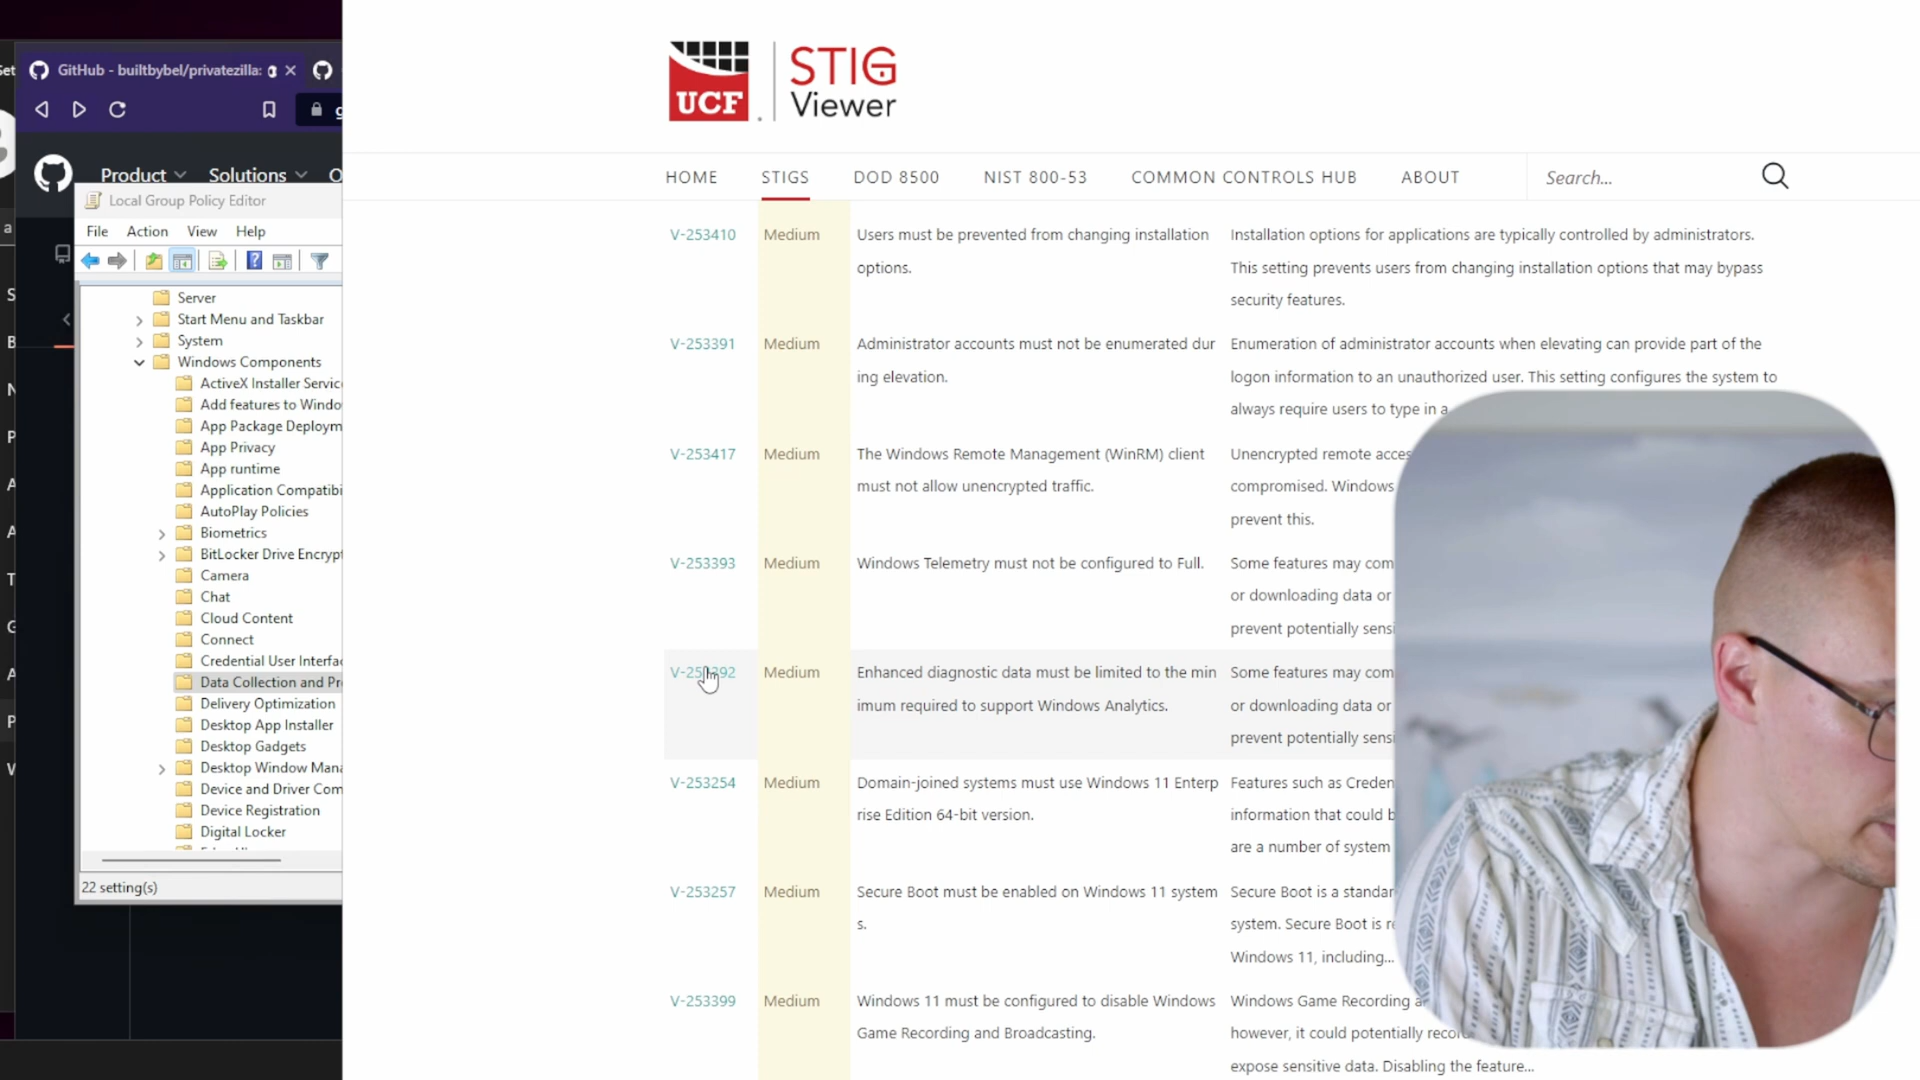 GitHub - builtbybel/privatezilla:
Product
Solutions
Local Group Policy Editor
File
Action
View
Help
Server
Start Menu and Taskbar
System
Windows Components
ActiveX Installer Servic
Add features to Windo
App Package Deploym
App Privacy
App runtime
Application Compatibi
AutoPlay Policies
Biometrics
BitLocker Drive Encryp
Camera
Chat
Cloud Content
Connect
Credential User Interfa
Data Collection and Pr
Delivery Optimization
Desktop App Installer
Desktop Gadgets
Desktop Window Mana
Device and Driver Com
Device Registration
Digital Locker
22 setting(s)
UCF
STIG
Viewer
HOME
STIGS
DOD 8500
NIST 800-53
COMMON CONTROLS HUB
ABOUT
Search...
V-253410
Medium
Users must be prevented from changing installation
options.
Installation options for applications are typically controlled by administrators.
This setting prevents users from changing installation options that may bypass
security features.
V-253391
Medium
Administrator accounts must not be enumerated dur
ing elevation.
Enumeration of administrator accounts when elevating can provide part of the
logon information to an unauthorized user. This setting configures the system to
always require users to type in a
V-253417
Medium
The Windows Remote Management (WinRM) client
must not allow unencrypted traffic.
Unencrypted remote acces
compromised. Windows
prevent this.
V-253393
Medium
Windows Telemetry must not be configured to Full.
Some features may com
or downloading data or
prevent potentially sensi
Medium
Enhanced diagnostic data must be limited to the min
imum required to support Windows Analytics.
Some features may com
or downloading data or
prevent potentially sensi
V-253254
Medium
Domain-joined systems must use Windows 11 Enterp
rise Edition 64-bit version.
Features such as Creden
information that could b
are a number of system
V-253257
Medium
Secure Boot must be enabled on Windows 11 system
s.
Secure Boot is a standar
system. Secure Boot is re
Windows 11, including...
V-253399
Medium
Windows 11 must be configured to disable Windows
Game Recording and Broadcasting.
Windows Game Recording a
however, it could potentially reco
expose sensitive data. Disabling the feature...